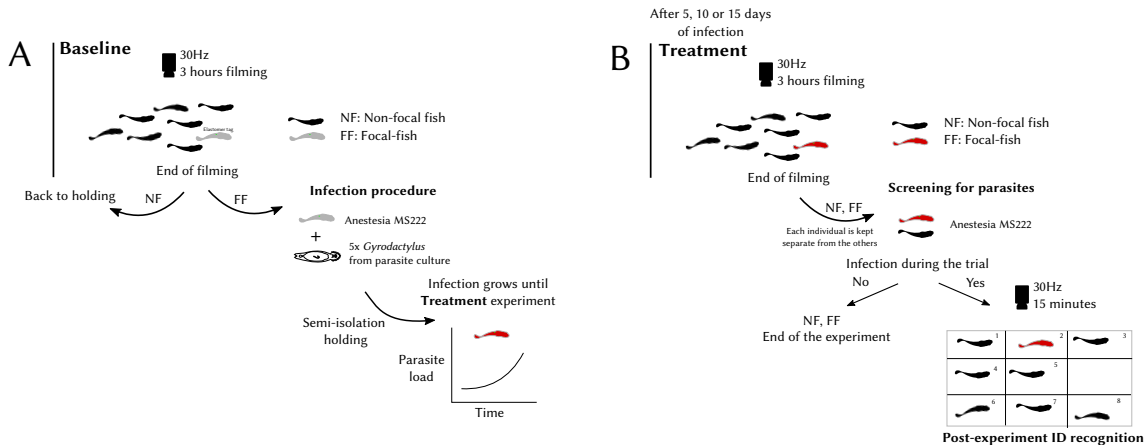 A
Baseline
30Hz
3 hours filming
Elastomer tag
NF: Non-focal fish
FF: Focal-fish
End of filming
Back to holding
NF
FF
Infection procedure
Anestesia MS222
+
5x Gyrodactylus
from parasite culture
Infection grows until
Treatment experiment
Semi-isolation
holding
Parasite
load
Time
After 5, 10 or 15 days
of infection
B
Treatment
30Hz
3 hours filming
NF: Non-focal fish
FF: Focal-fish
End of filming
Screening for parasites
NF, FF
Each individual is kept
separate from the others
Anestesia MS222
Infection during the trial
No
Yes
30Hz
15 minutes
NF, FF
End of the experiment
1
2
3
4
5
6
7
8
Post-experiment ID recognition